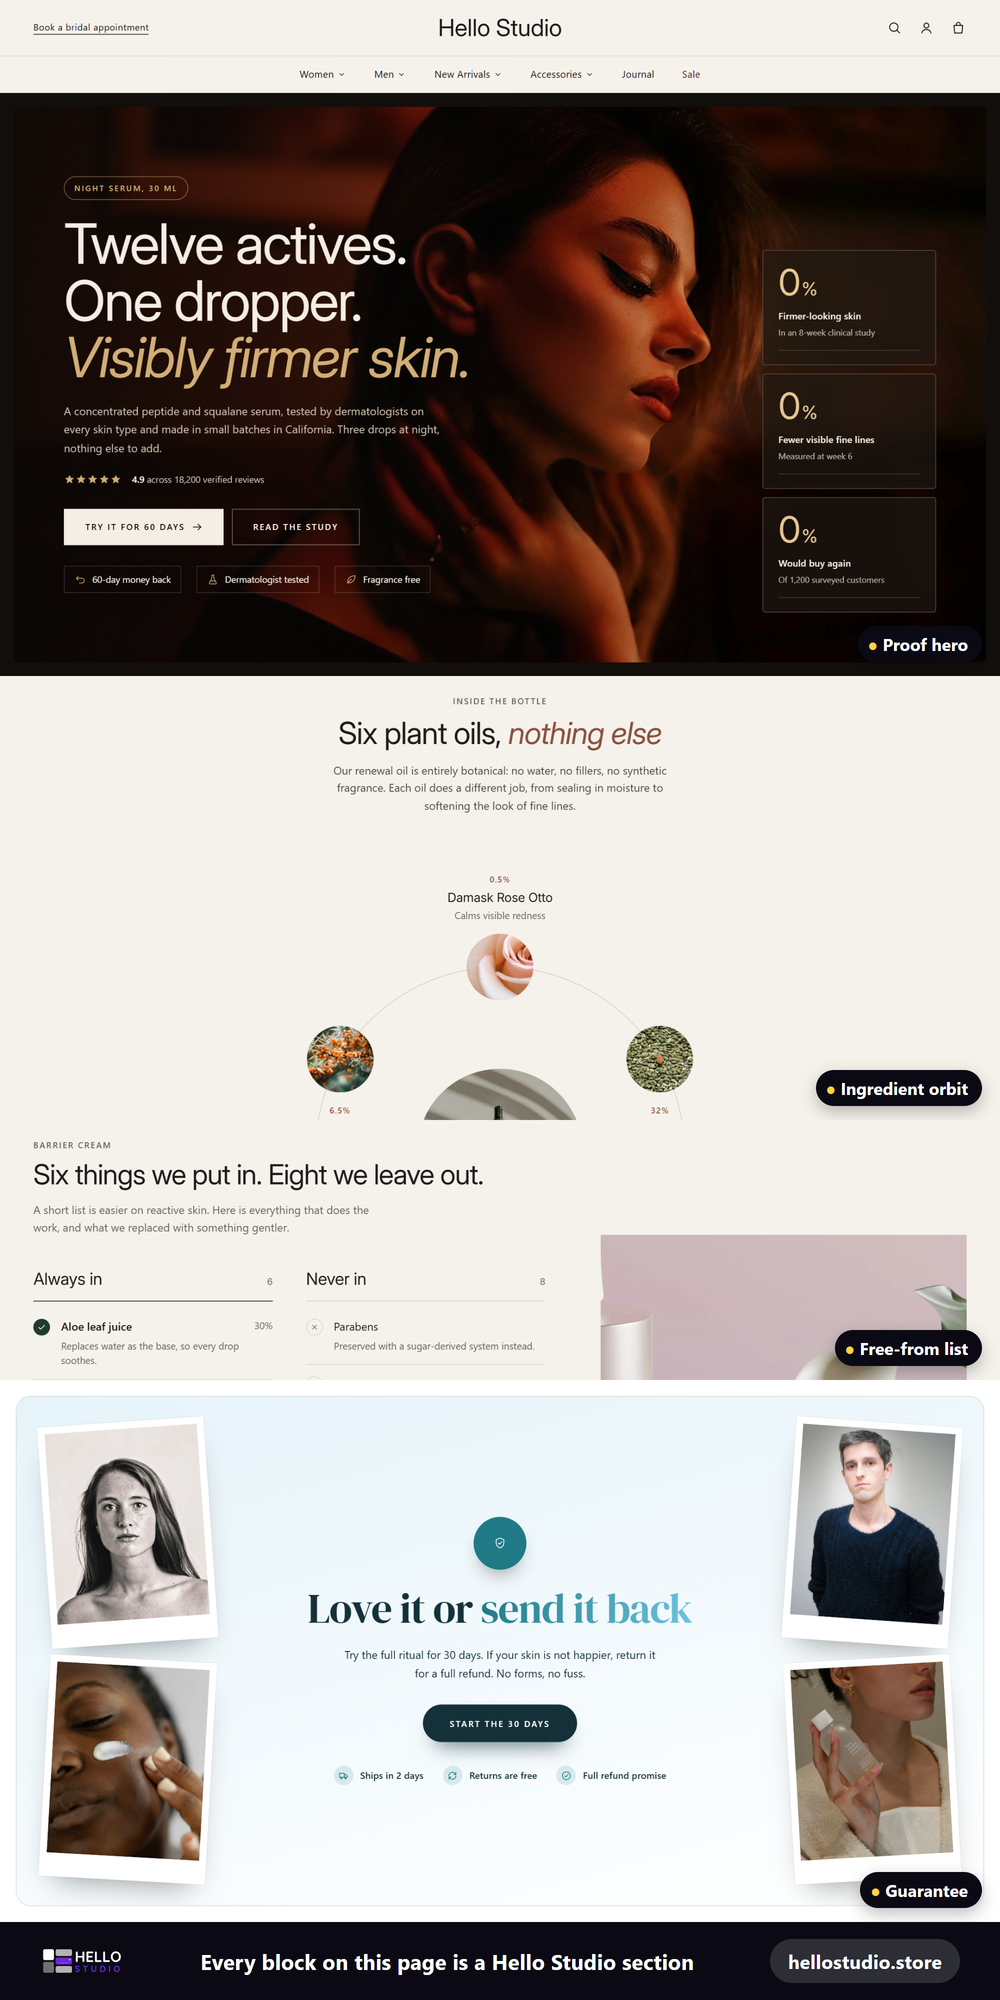 Book a bridal appointment
Hello Studio
Women
Men
New Arrivals
Accessories
Journal
Sale
NIGHT SERUM, 30 ML
Twelve actives.
One dropper.
Visibly firmer skin.
A concentrated peptide and squalane serum, tested by dermatologists on
every skin type and made in small batches in California. Three drops at night,
nothing else to add.
4.9 across 18,200 verified reviews
TRY IT FOR 60 DAYS
READ THE STUDY
60-day money back
Dermatologist tested
Fragrance free
0%
Firmer-looking skin
In an 8-week clinical study
0%
Fewer visible fine lines
Measured at week 6
0%
Would buy again
Of 1,200 surveyed customers
Proof hero
INSIDE THE BOTTLE
Six plant oils, nothing else
Our renewal oil is entirely botanical: no water, no fillers, no synthetic
fragrance. Each oil does a different job, from sealing in moisture to
softening the look of fine lines.
0.5%
Damask Rose Otto
Calms visible redness
6.5%
32%
Ingredient orbit
BARRIER CREAM
Six things we put in. Eight we leave out.
A short list is easier on reactive skin. Here is everything that does the
work, and what we replaced with something gentler.
Always in
6
Aloe leaf juice
30%
Replaces water as the base, so every drop
soothes.
Never in
8
Parabens
Preserved with a sugar-derived system instead.
Free-from list
Love it or send it back
Try the full ritual for 30 days. If your skin is not happier, return it
for a full refund. No forms, no fuss.
START THE 30 DAYS
Ships in 2 days
Returns are free
Full refund promise
Guarantee
HELLO
STUDIO
Every block on this page is a Hello Studio section
hellostudio.store